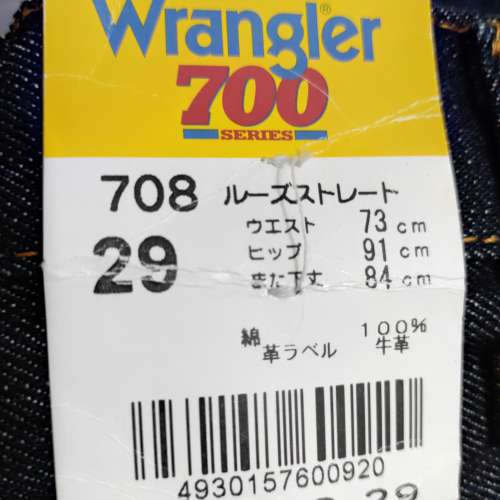 Wrangler®
700
SERIES
708 ルーズストレート
29
ウエスト 73 cm
ヒップ 91 cm
また下寸 84 cm
綿 100%
革ラベル 牛革
4930157600920
29